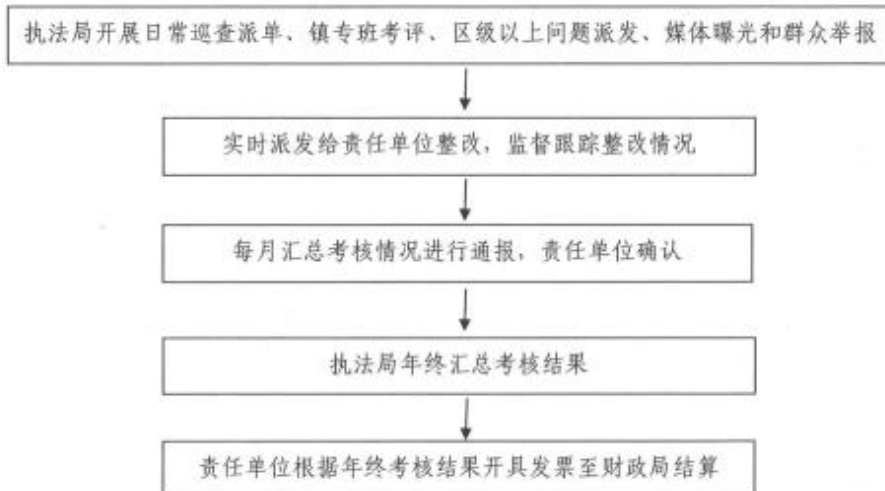 执法局开展日常巡查派单、镇专班考评、区级以上问题派发、媒体曝光和群众举报
实时派发给责任单位整改，监督跟踪整改情况
每月汇总考核情况进行通报，责任单位确认
执法局年终汇总考核结果
责任单位根据年终考核结果开具发票至财政局结算